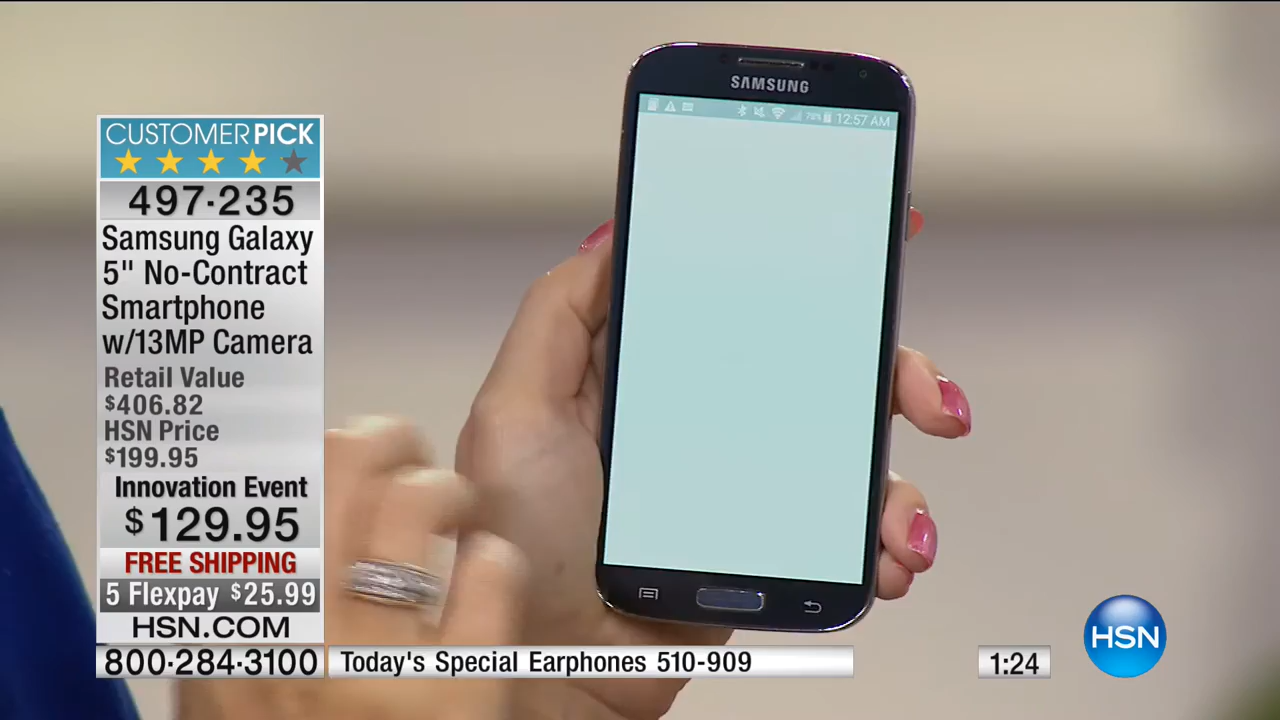 CUSTOMERPICK
497·235
Samsung Galaxy
5" No-Contract
Smartphone
w/13MP Camera
Retail Value
$406.82
HSN Price
$199.95
Innovation Event
$129.95
FREE SHIPPING
5 Flexpay $25.99
HSN.COM
800·284·3100
Today's Special Earphones 510-909
1:24
HSN
SAMSUNG
78% 12:57 AM